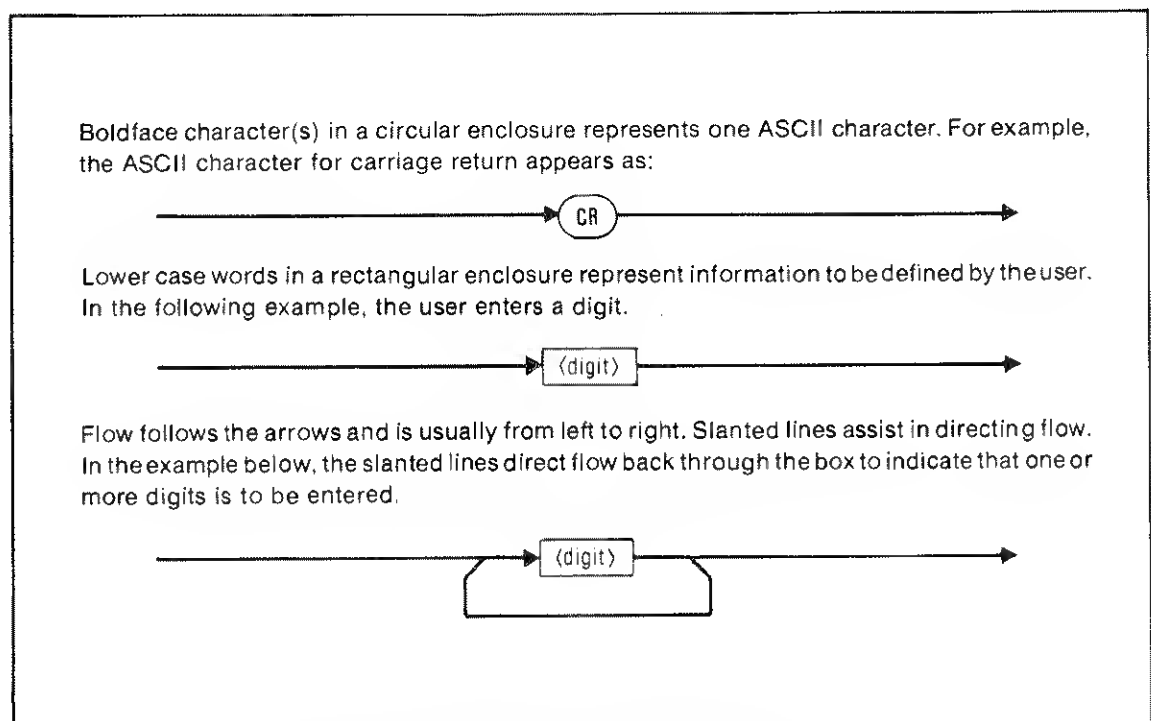 Boldface character(s) in a circular enclosure represents one ASCII character. For example,
the ASCII character for carriage return appears as:
CR
Lower case words in a rectangular enclosure represent information to be defined by the user.
In the following example, the user enters a digit.
⟨digit⟩
Flow follows the arrows and is usually from left to right. Slanted lines assist in directing flow.
In the example below, the slanted lines direct flow back through the box to indicate that one or
more digits is to be entered.
⟨digit⟩